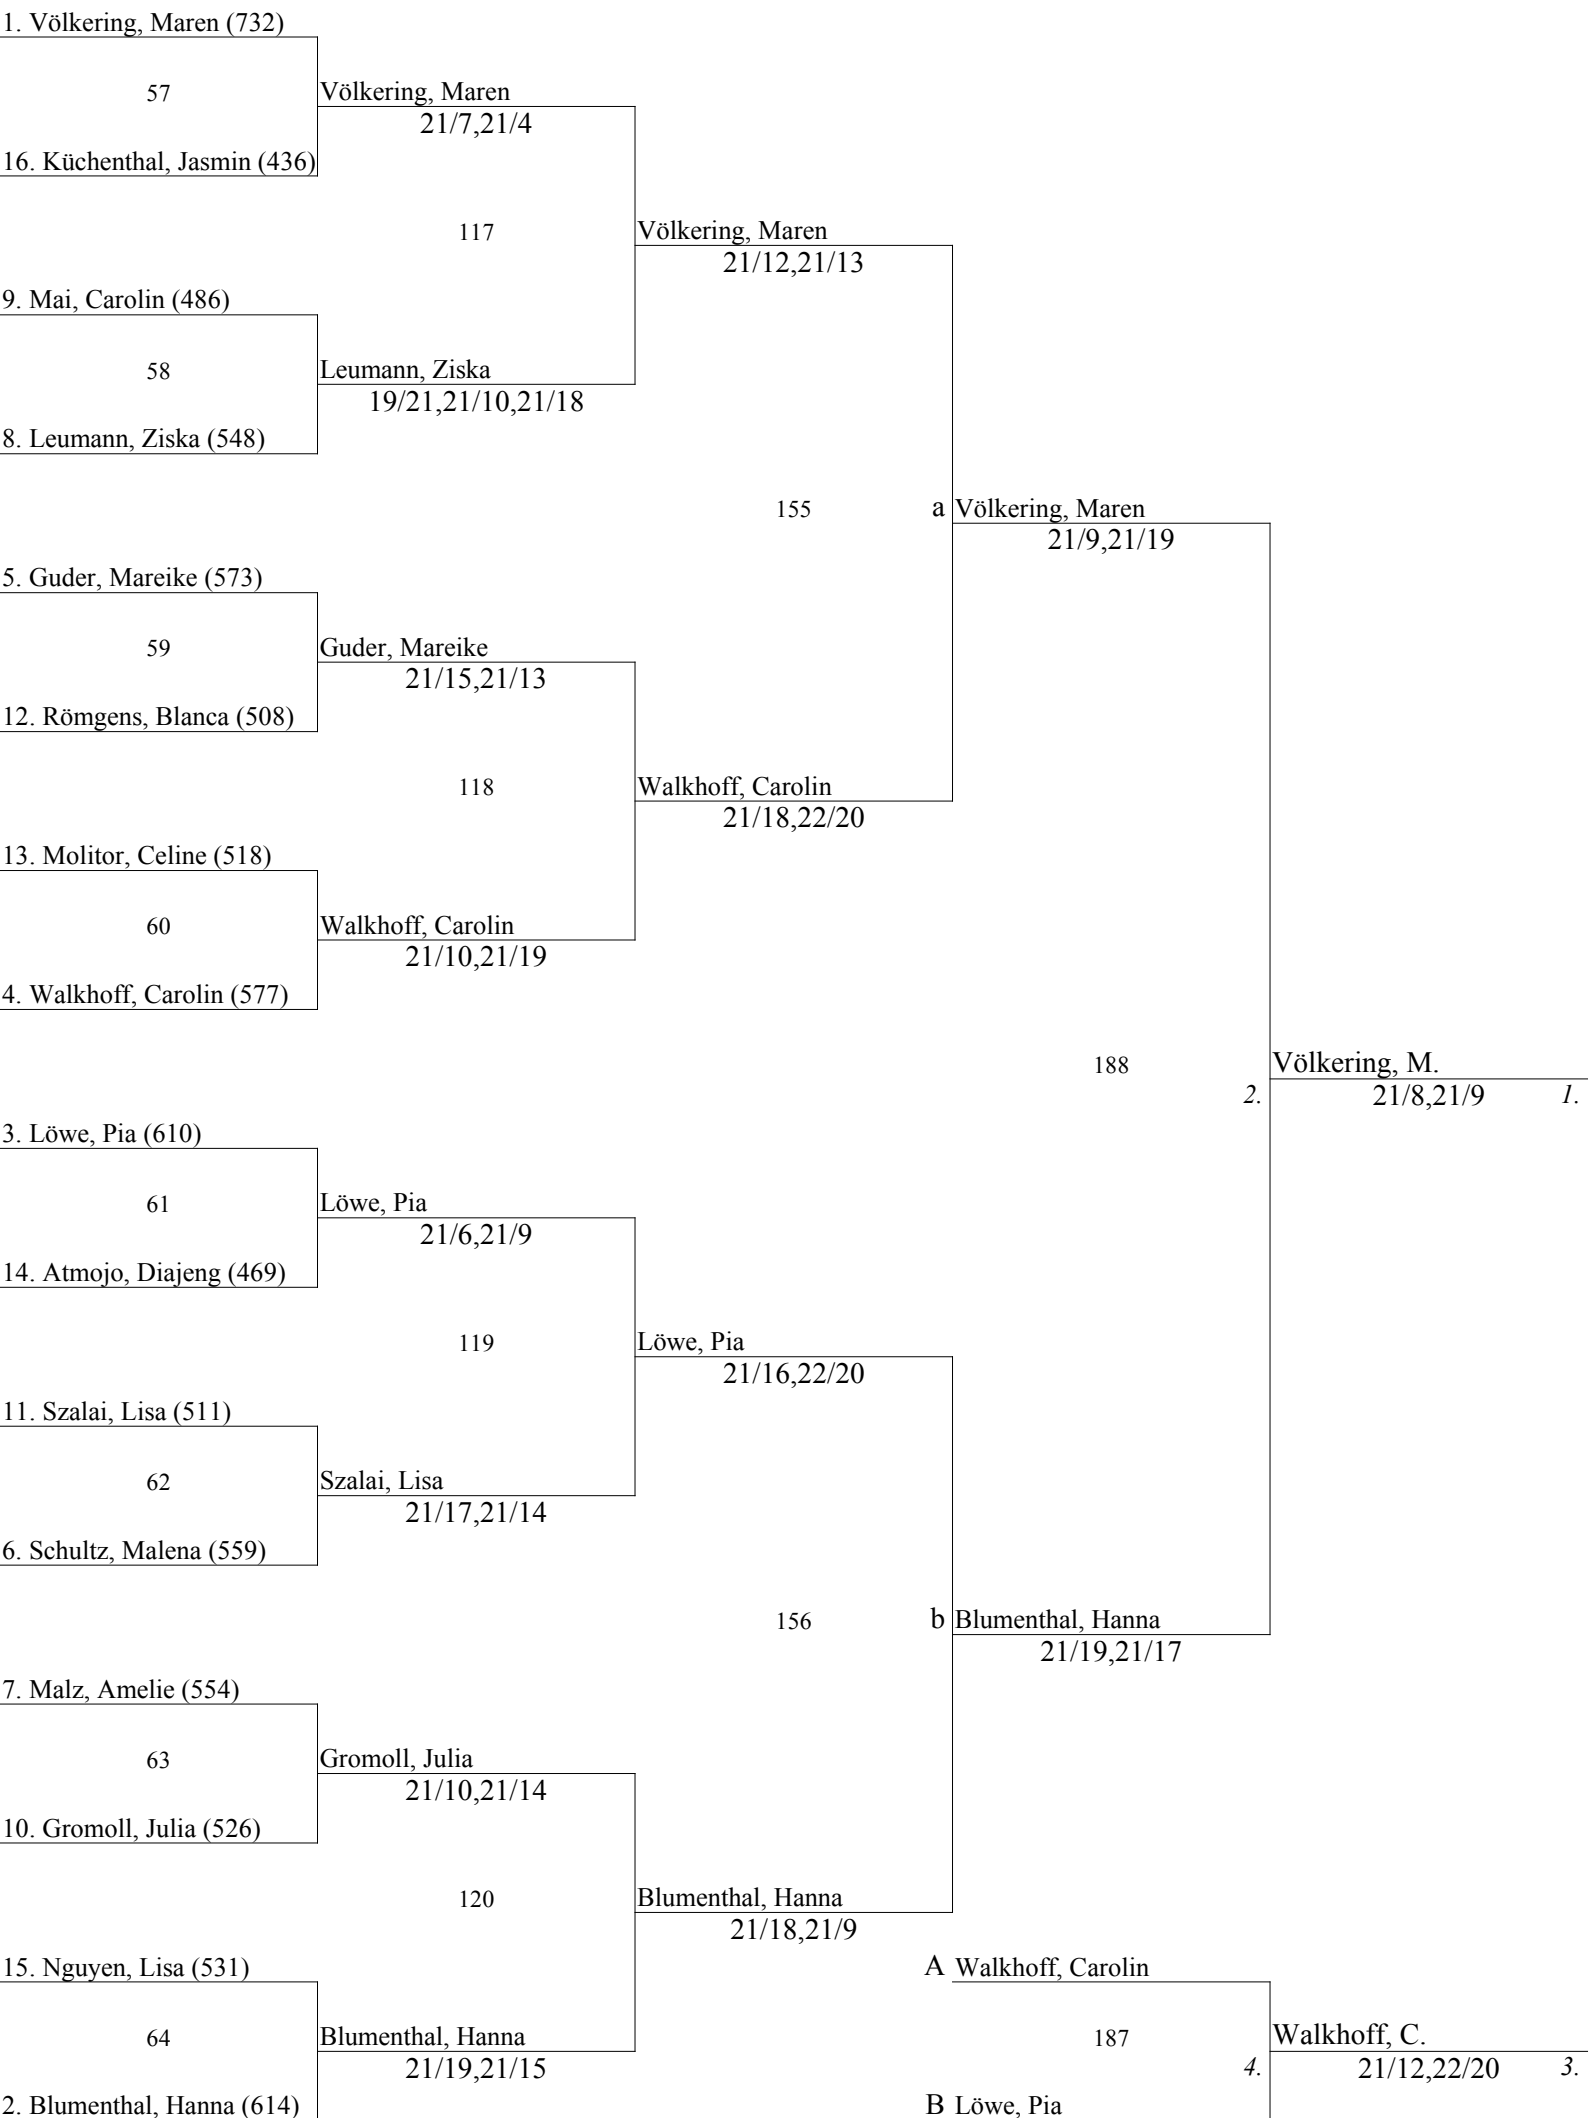 1. Völkering, Maren (732)
57
Völkering, Maren
21/7,21/4
16. Küchenthal, Jasmin (436)
117
Völkering, Maren
21/12,21/13
9. Mai, Carolin (486)
58
Leumann, Ziska
19/21,21/10,21/18
8. Leumann, Ziska (548)
155
a Völkering, Maren
21/9,21/19
5. Guder, Mareike (573)
59
Guder, Mareike
21/15,21/13
12. Römgens, Blanca (508)
118
Walkhoff, Carolin
21/18,22/20
13. Molitor, Celine (518)
60
Walkhoff, Carolin
21/10,21/19
4. Walkhoff, Carolin (577)
188
Völkering, M.
2.
21/8,21/9
1.
3. Löwe, Pia (610)
61
Löwe, Pia
21/6,21/9
14. Atmojo, Diajeng (469)
119
Löwe, Pia
21/16,22/20
11. Szalai, Lisa (511)
62
Szalai, Lisa
21/17,21/14
6. Schultz, Malena (559)
156
b Blumenthal, Hanna
21/19,21/17
7. Malz, Amelie (554)
63
Gromoll, Julia
21/10,21/14
10. Gromoll, Julia (526)
120
Blumenthal, Hanna
21/18,21/9
15. Nguyen, Lisa (531)
A Walkhoff, Carolin
64
Blumenthal, Hanna
21/19,21/15
187
Walkhoff, C.
4.
21/12,22/20
3.
2. Blumenthal, Hanna (614)
B Löwe, Pia